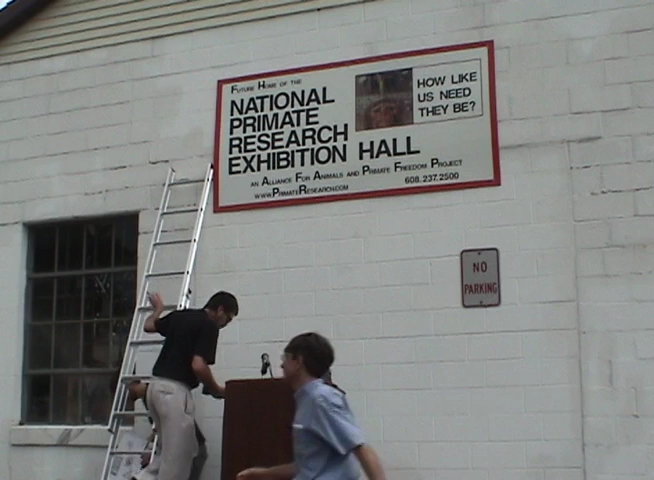 FUTURE HOME OF THE
NATIONAL
PRIMATE
RESEARCH
EXHIBITION HALL
HOW LIKE
US NEED
THEY BE?
AN ALLIANCE FOR ANIMALS AND PRIMATE FREEDOM PROJECT
WWW.PRIMATERESEARCH.COM
608.237.2500
NO
PARKING